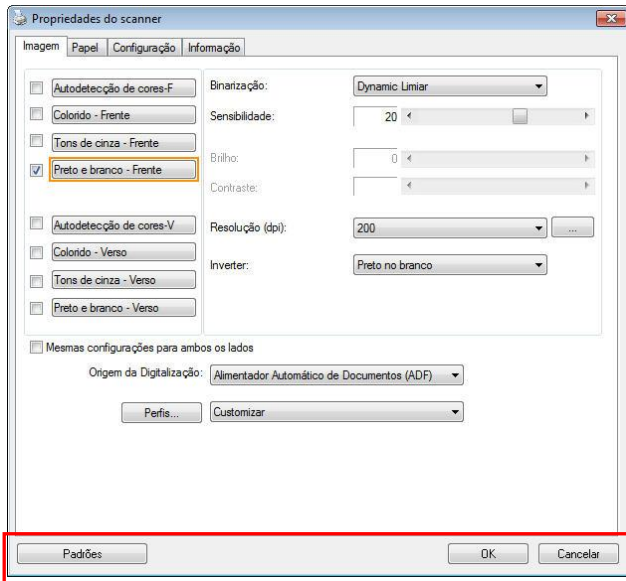 Propriedades do scanner
Imagem Papel Configuração Informação
Autodetecção de cores-F
Colorido - Frente
Tons de cinza - Frente
Preto e branco - Frente
Autodetecção de cores-V
Colorido - Verso
Tons de cinza - Verso
Preto e branco - Verso
Binarização: Dynamic Limiar
Sensibilidade: 20
Brilho: 0
Contraste:
Resolução (dpi): 200 ...
Inverter: Preto no branco
Mesmas configurações para ambos os lados
Origem da Digitalização: Alimentador Automático de Documentos (ADF)
Perfis... Customizar
Padrões OK Cancelar